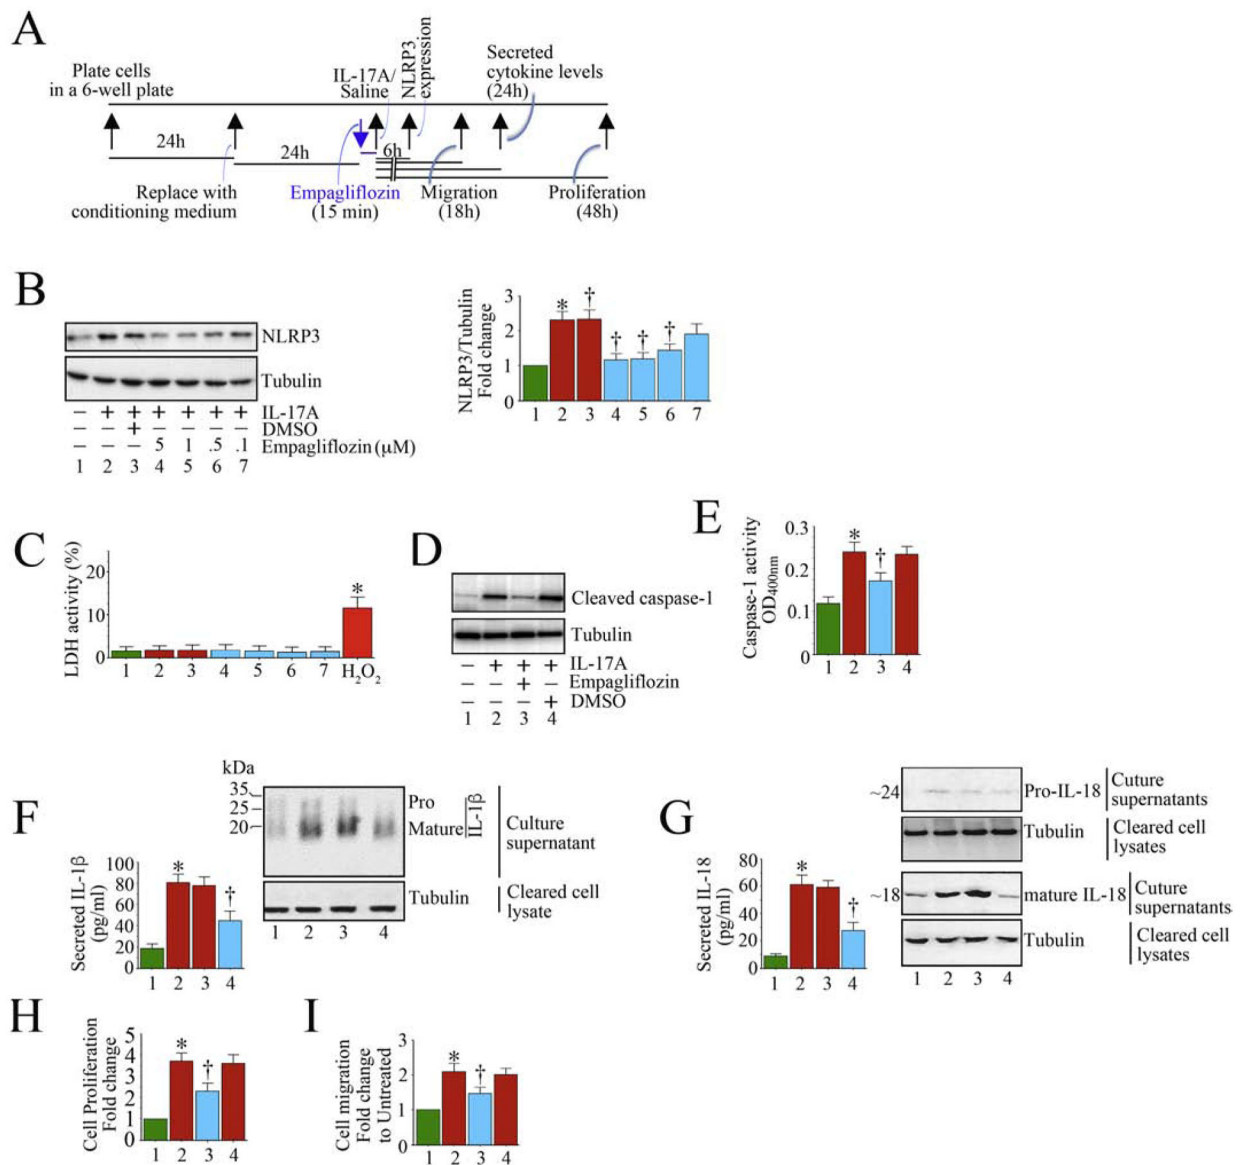 A
Plate cells
in a 6-well plate
IL-17A/
Saline
NLRP3
expression
Secreted
cytokine levels
(24h)
24h
24h
6h
Replace with
conditioning medium
Empagliflozin
(15 min)
Migration
(18h)
Proliferation
(48h)
B
NLRP3
Tubulin
– + + + + + + IL-17A
– – + – – – – DMSO
– – – 5 1 .5 .1 Empagliflozin (μM)
1 2 3 4 5 6 7
NLRP3/Tubulin
Fold change
3
2
1
0
* † † † †
1 2 3 4 5 6 7
C
LDH activity (%)
20
10
0
*
1 2 3 4 5 6 7 H2O2
D
Cleaved caspase-1
Tubulin
– + + + IL-17A
– – + – Empagliflozin
– – – + DMSO
1 2 3 4
E
Caspase-1 activity
OD400nm
0.3
0.2
0.1
0
* †
1 2 3 4
F
Secreted IL-1β
(pg/ml)
100
80
60
40
20
0
* †
1 2 3 4
kDa
35
25
20
Pro
Mature
IL-1β
Culture
supernatant
Tubulin
Cleared cell
lysate
1 2 3 4
G
Secreted IL-18
(pg/ml)
80
60
40
20
0
* †
1 2 3 4
~24
Pro-IL-18
Cuture
supernatants
Tubulin
Cleared cell
lysates
~18
mature IL-18
Cuture
supernatants
Tubulin
Cleared cell
lysates
1 2 3 4
H
Cell Proliferation
Fold change
5
4
3
2
1
0
* †
1 2 3 4
I
Cell migration
Fold change
to Untreated
3
2
1
0
* †
1 2 3 4